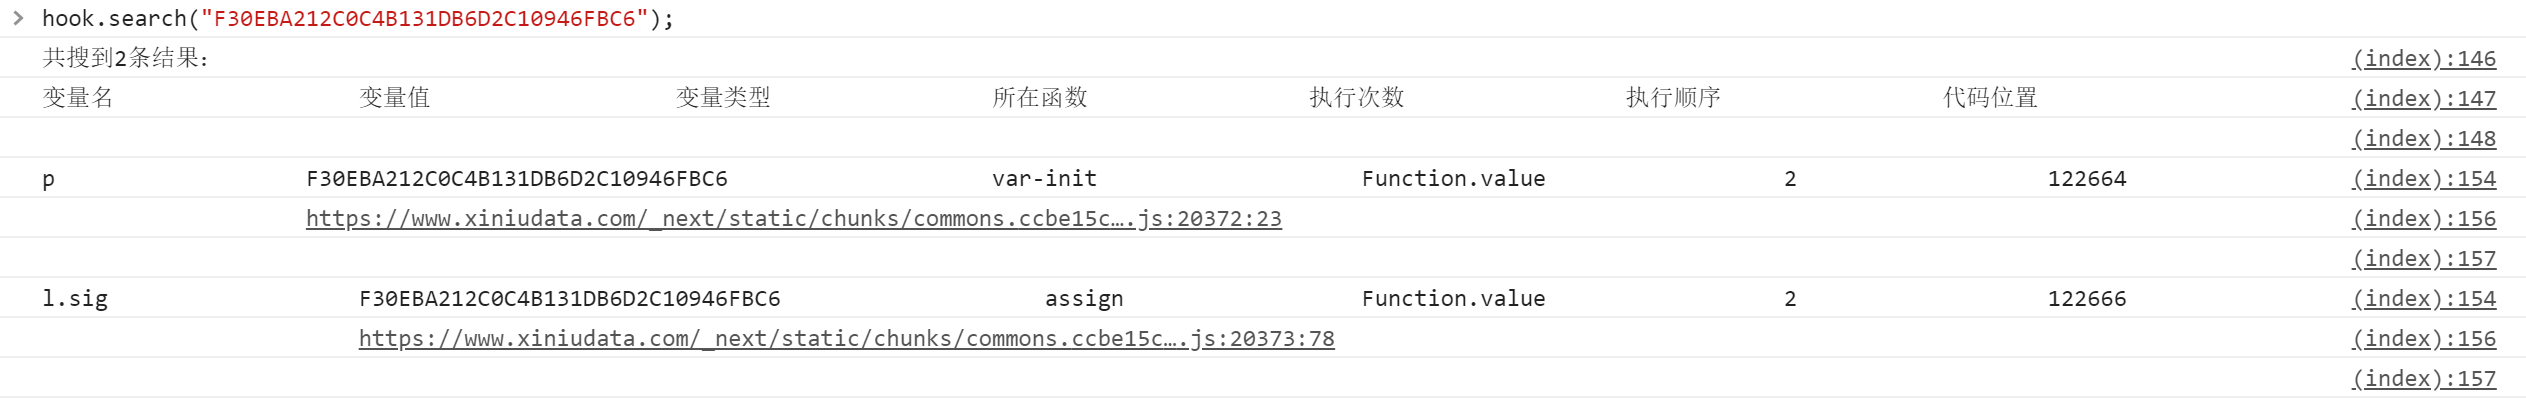 > hook.search("F30EBA212C0C4B131DB6D2C10946FBC6");
共搜到2条结果： (index):146
变量名 变量值 变量类型 所在函数 执行次数 执行顺序 代码位置 (index):147
(index):148
p F30EBA212C0C4B131DB6D2C10946FBC6 var-init Function.value 2 122664 (index):154
https://www.xiniudata.com/_next/static/chunks/commons.ccbe15c….js:20372:23 (index):156
(index):157
l.sig F30EBA212C0C4B131DB6D2C10946FBC6 assign Function.value 2 122666 (index):154
https://www.xiniudata.com/_next/static/chunks/commons.ccbe15c….js:20373:78 (index):156
(index):157